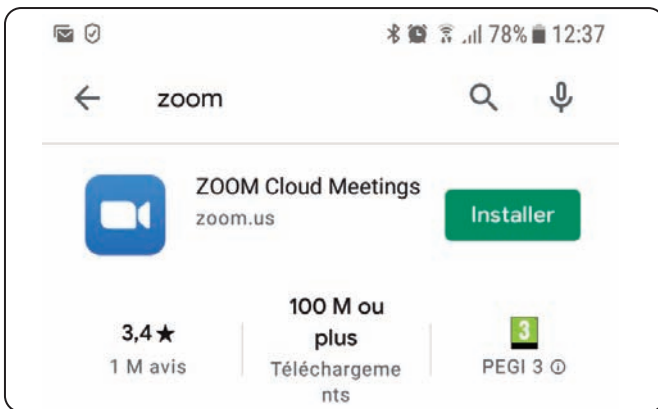 78% 12:37
zoom
ZOOM Cloud Meetings
zoom.us
Installer
3,4★
1 M avis
100 M ou
plus
Téléchargeme
nts
3
PEGI 3